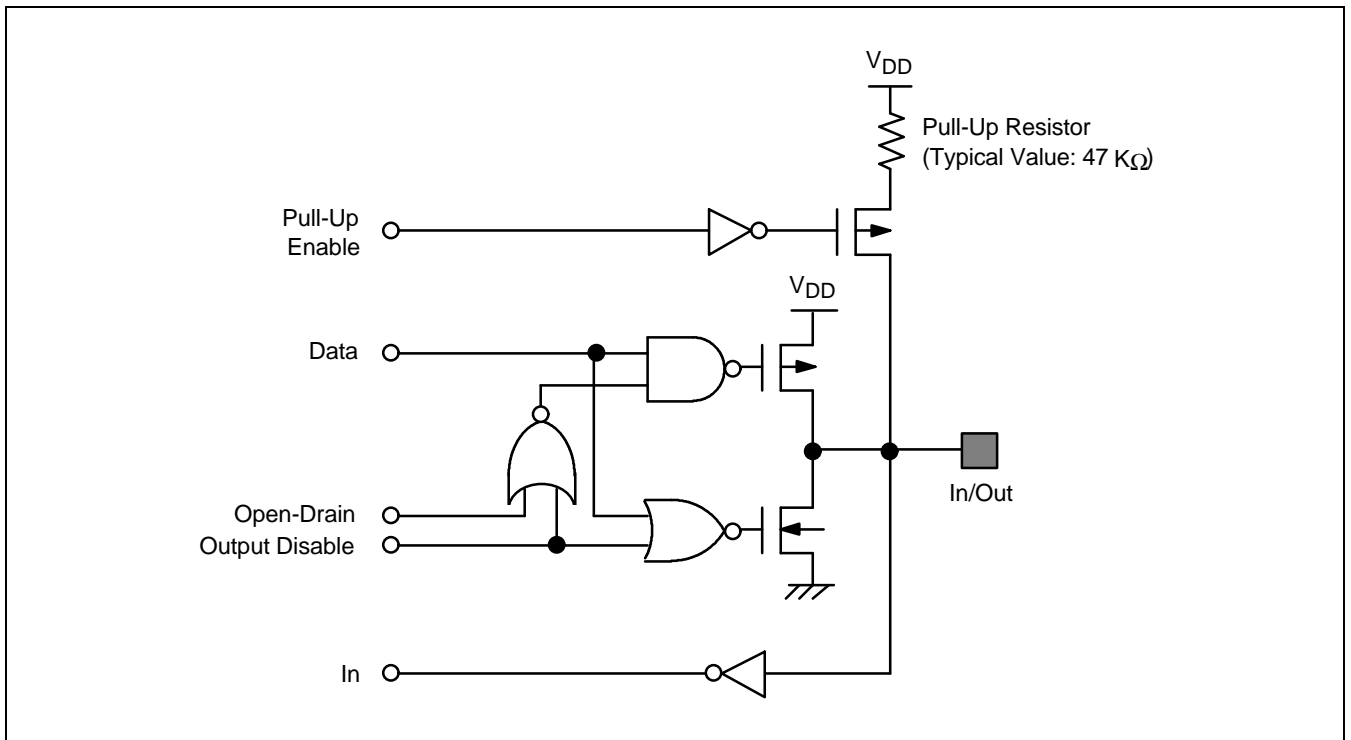 VDD
Pull-Up Resistor
(Typical Value: 47 KΩ)
Pull-Up
Enable
VDD
Data
In/Out
Open-Drain
Output Disable
In